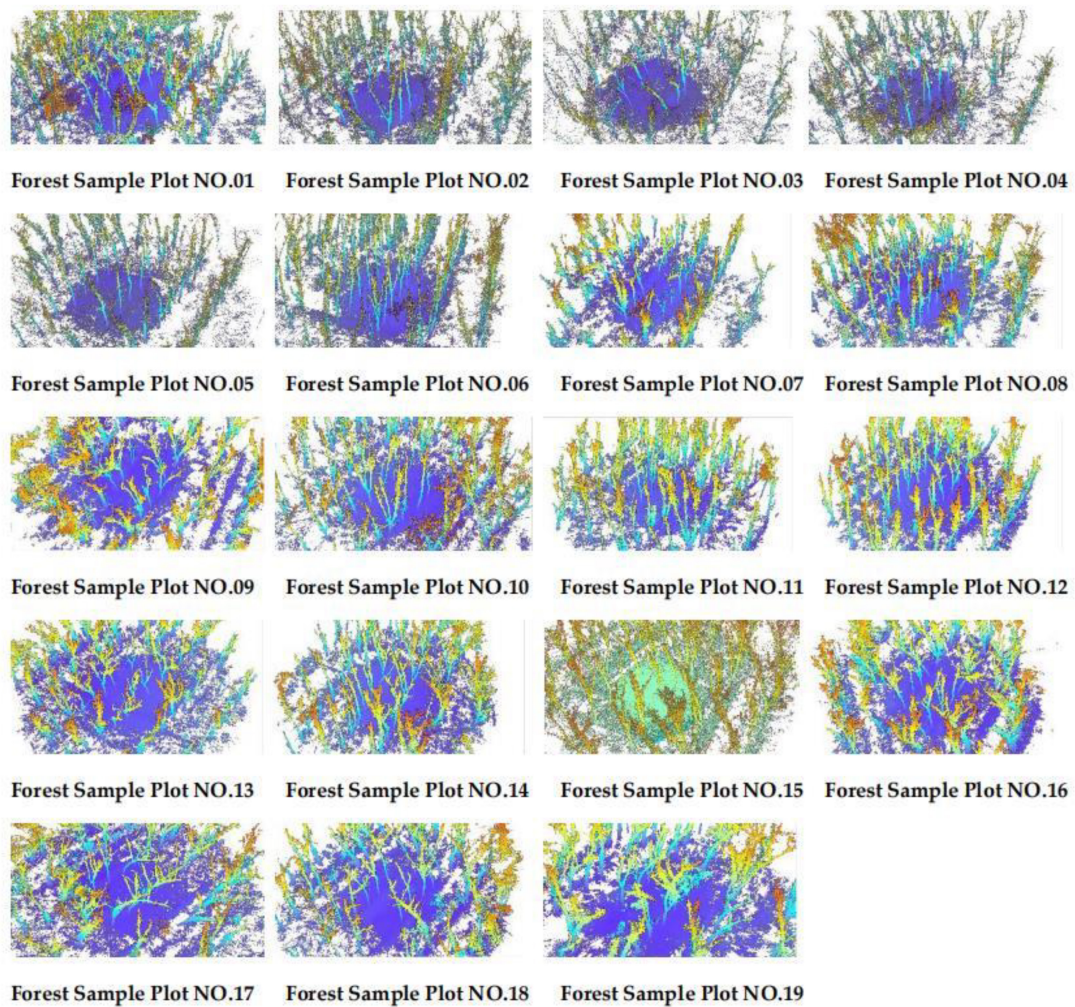 Forest Sample Plot NO.01 Forest Sample Plot NO.02 Forest Sample Plot NO.03 Forest Sample Plot NO.04
Forest Sample Plot NO.05 Forest Sample Plot NO.06 Forest Sample Plot NO.07 Forest Sample Plot NO.08
Forest Sample Plot NO.09 Forest Sample Plot NO.10 Forest Sample Plot NO.11 Forest Sample Plot NO.12
Forest Sample Plot NO.13 Forest Sample Plot NO.14 Forest Sample Plot NO.15 Forest Sample Plot NO.16
Forest Sample Plot NO.17 Forest Sample Plot NO.18 Forest Sample Plot NO.19